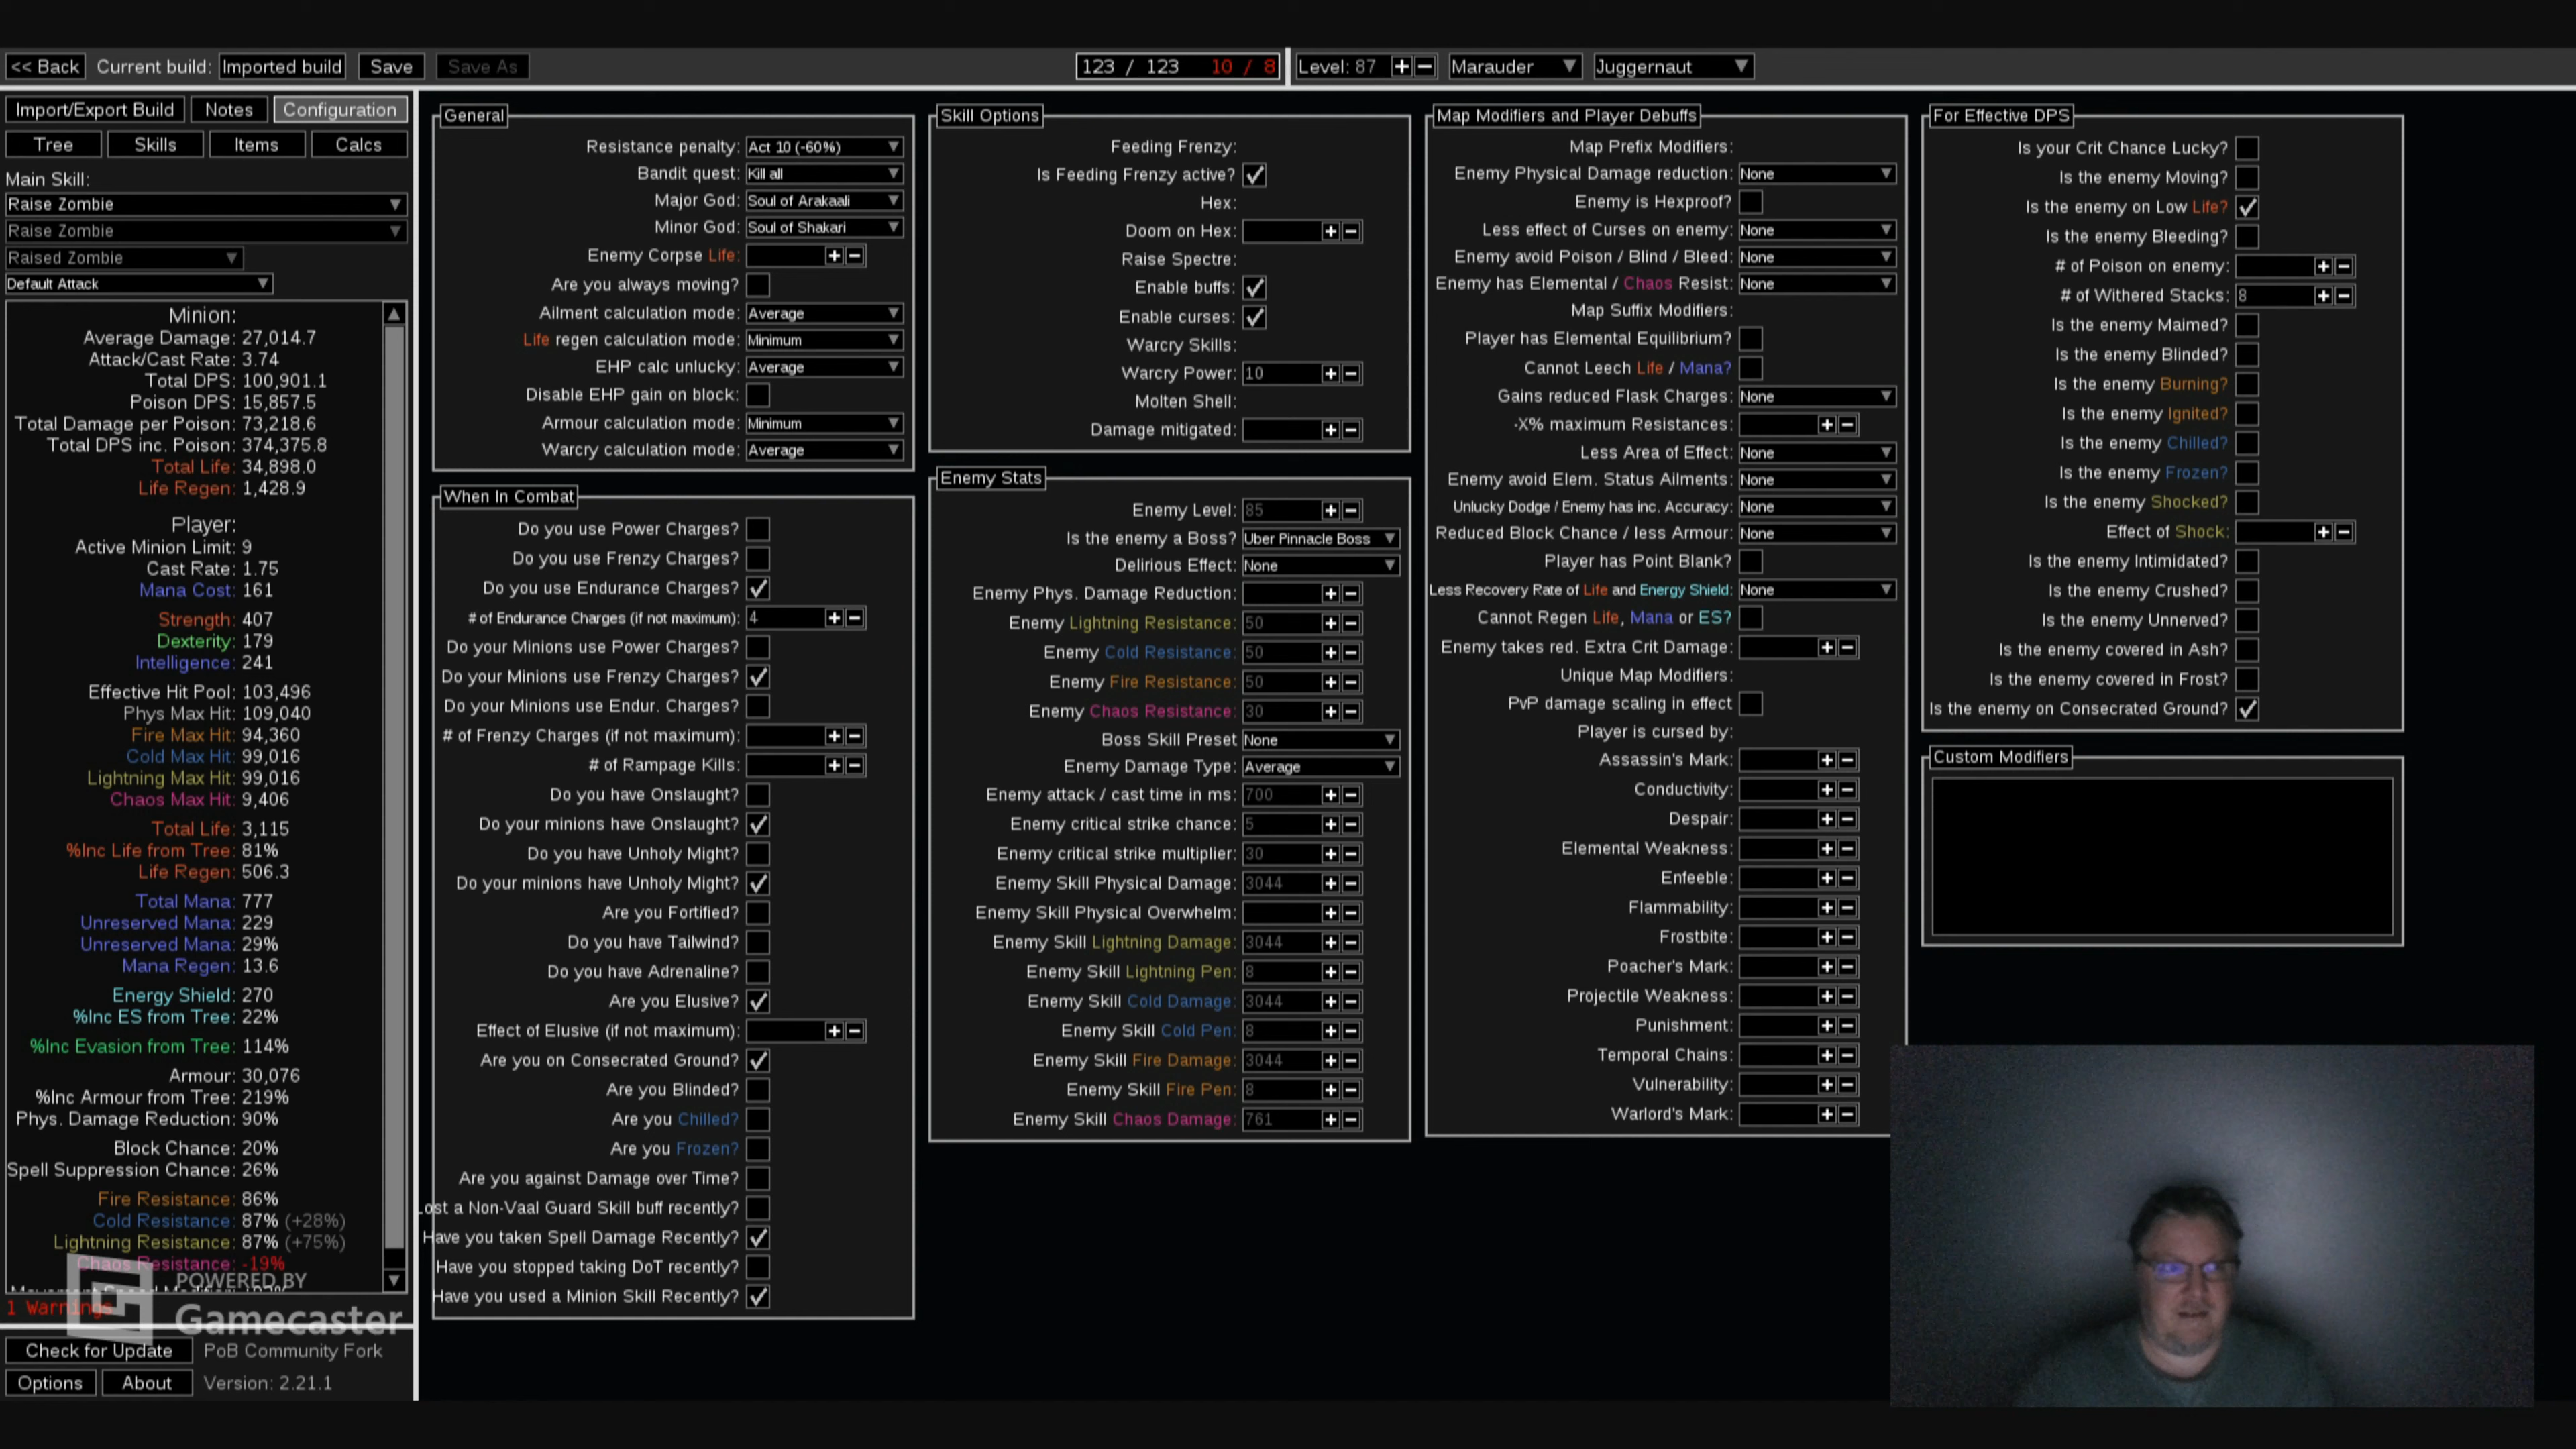 << Back Current build: Imported build Save Save As 123 / 123 10 / 8 Level: 87 Marauder Juggernaut
Import/Export Build Notes Configuration
Tree Skills Items Calcs
Main Skill:
Raise Zombie
Raise Zombie
Raised Zombie
Default Attack
Minion:
Average Damage: 27,014.7
Attack/Cast Rate: 3.74
Total DPS: 100,901.1
Poison DPS: 15,857.5
Total Damage per Poison: 73,218.6
Total DPS inc. Poison: 374,375.8
Total Life: 34,898.0
Life Regen: 1,428.9
Player:
Active Minion Limit: 9
Cast Rate: 1.75
Mana Cost: 161
Strength: 407
Dexterity: 179
Intelligence: 241
Effective Hit Pool: 103,496
Phys Max Hit: 109,040
Fire Max Hit: 94,360
Cold Max Hit: 99,016
Lightning Max Hit: 99,016
Chaos Max Hit: 9,406
Total Life: 3,115
%Inc Life from Tree: 81%
Life Regen: 506.3
Total Mana: 777
Unreserved Mana: 229
Unreserved Mana: 29%
Mana Regen: 13.6
Energy Shield: 270
%Inc ES from Tree: 22%
%Inc Evasion from Tree: 114%
Armour: 30,076
%Inc Armour from Tree: 219%
Phys. Damage Reduction: 90%
Block Chance: 20%
Spell Suppression Chance: 26%
Fire Resistance: 86%
Cold Resistance: 87% (+28%)
Lightning Resistance: 87% (+75%)
Chaos Resistance: -19%
1 Warnings
POWERED BY
Gamecaster
Check for Update PoB Community Fork
Options About Version: 2.21.1
General
Resistance penalty: Act 10 (-60%)
Bandit quest: Kill all
Major God: Soul of Arakaali
Minor God: Soul of Shakari
Enemy Corpse Life:
Are you always moving?
Ailment calculation mode: Average
Life regen calculation mode: Minimum
EHP calc unlucky: Average
Disable EHP gain on block:
Armour calculation mode: Minimum
Warcry calculation mode: Average
When In Combat
Do you use Power Charges?
Do you use Frenzy Charges?
Do you use Endurance Charges?
# of Endurance Charges (if not maximum): 4
Do your Minions use Power Charges?
Do your Minions use Frenzy Charges?
Do your Minions use Endur. Charges?
# of Frenzy Charges (if not maximum):
# of Rampage Kills:
Do you have Onslaught?
Do your minions have Onslaught?
Do you have Unholy Might?
Do your minions have Unholy Might?
Are you Fortified?
Do you have Tailwind?
Do you have Adrenaline?
Are you Elusive?
Effect of Elusive (if not maximum):
Are you on Consecrated Ground?
Are you Blinded?
Are you Chilled?
Are you Frozen?
Are you against Damage over Time?
Lost a Non-Vaal Guard Skill buff recently?
Have you taken Spell Damage Recently?
Have you stopped taking DoT recently?
Have you used a Minion Skill Recently?
Skill Options
Feeding Frenzy:
Is Feeding Frenzy active?
Hex:
Doom on Hex:
Raise Spectre:
Enable buffs:
Enable curses:
Warcry Skills:
Warcry Power: 10
Molten Shell:
Damage mitigated:
Enemy Stats
Enemy Level: 85
Is the enemy a Boss? Uber Pinnacle Boss
Delirious Effect: None
Enemy Phys. Damage Reduction:
Enemy Lightning Resistance: 50
Enemy Cold Resistance: 50
Enemy Fire Resistance: 50
Enemy Chaos Resistance: 30
Boss Skill Preset None
Enemy Damage Type: Average
Enemy attack / cast time in ms: 700
Enemy critical strike chance: 5
Enemy critical strike multiplier: 30
Enemy Skill Physical Damage: 3044
Enemy Skill Physical Overwhelm:
Enemy Skill Lightning Damage: 3044
Enemy Skill Lightning Pen: 8
Enemy Skill Cold Damage: 3044
Enemy Skill Cold Pen: 8
Enemy Skill Fire Damage: 3044
Enemy Skill Fire Pen: 8
Enemy Skill Chaos Damage: 761
Map Modifiers and Player Debuffs
Map Prefix Modifiers:
Enemy Physical Damage reduction: None
Enemy is Hexproof?
Less effect of Curses on enemy: None
Enemy avoid Poison / Blind / Bleed: None
Enemy has Elemental / Chaos Resist: None
Map Suffix Modifiers:
Player has Elemental Equilibrium?
Cannot Leech Life / Mana?
Gains reduced Flask Charges: None
-X% maximum Resistances:
Less Area of Effect: None
Enemy avoid Elem. Status Ailments: None
Unlucky Dodge / Enemy has inc. Accuracy: None
Reduced Block Chance / less Armour: None
Player has Point Blank?
Less Recovery Rate of Life and Energy Shield: None
Cannot Regen Life, Mana or ES?
Enemy takes red. Extra Crit Damage:
Unique Map Modifiers:
PvP damage scaling in effect
Player is cursed by:
Assassin's Mark:
Conductivity:
Despair:
Elemental Weakness:
Enfeeble:
Flammability:
Frostbite:
Poacher's Mark:
Projectile Weakness:
Punishment:
Temporal Chains:
Vulnerability:
Warlord's Mark:
For Effective DPS
Is your Crit Chance Lucky?
Is the enemy Moving?
Is the enemy on Low Life?
Is the enemy Bleeding?
# of Poison on enemy:
# of Withered Stacks: 8
Is the enemy Maimed?
Is the enemy Blinded?
Is the enemy Burning?
Is the enemy Ignited?
Is the enemy Chilled?
Is the enemy Frozen?
Is the enemy Shocked?
Effect of Shock:
Is the enemy Intimidated?
Is the enemy Crushed?
Is the enemy Unnerved?
Is the enemy covered in Ash?
Is the enemy covered in Frost?
Is the enemy on Consecrated Ground?
Custom Modifiers